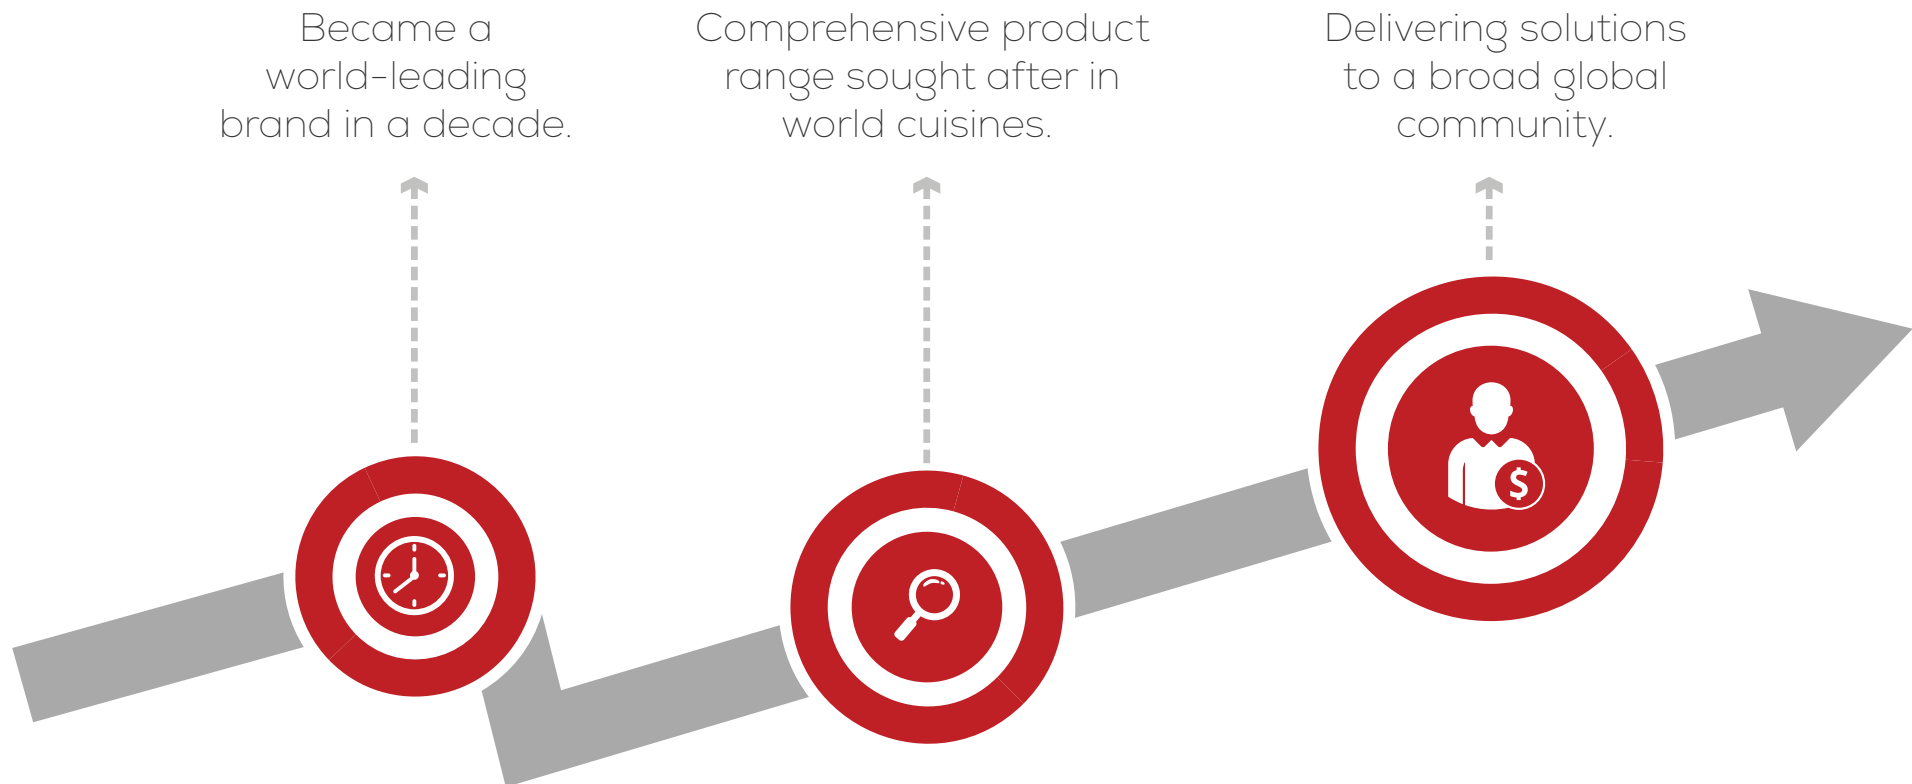 Became a
world-leading
brand in a decade.
Comprehensive product
range sought after in
world cuisines.
Delivering solutions
to a broad global
community.
$